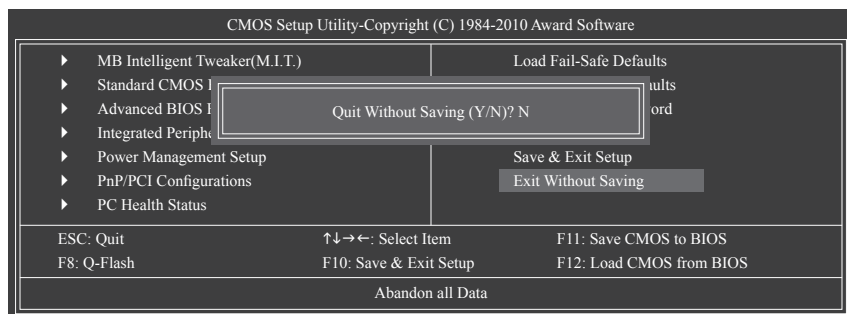 CMOS Setup Utility-Copyright (C) 1984-2010 Award Software
MB Intelligent Tweaker(M.I.T.)
Standard CMOS
Advanced BIOS
Integrated
Power Management Setup
PnP/PCI Configurations
PC Health Status
Load Fail-Safe Defaults
Save & Exit Setup
Exit Without Saving
Quit Without Saving (Y/N)? N
ESC: Quit ↑↓→←: Select Item F11: Save CMOS to BIOS
F8: Q-Flash F10: Save & Exit Setup F12: Load CMOS from BIOS
Abandon all Data